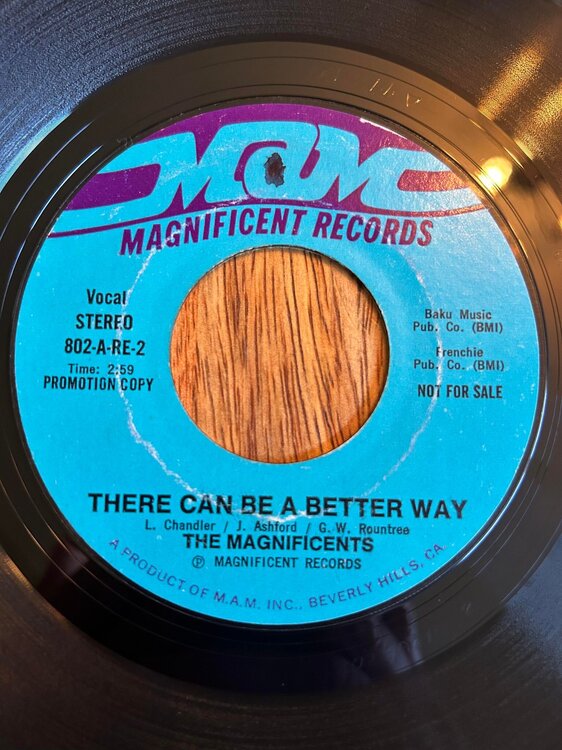 MaM
MAGNIFICENT RECORDS
Vocal
STEREO
802-A-RE-2
Time: 2:59
PROMOTION COPY
Baku Music
Pub. Co. (BMI)
Frenchie
Pub. Co. (BMI)
NOT FOR SALE
THERE CAN BE A BETTER WAY
L. Chandler / J. Ashford / G. W. Rountree
THE MAGNIFICENTS
Ⓟ MAGNIFICENT RECORDS
A PRODUCT OF M.A.M. INC., BEVERLY HILLS, CA.